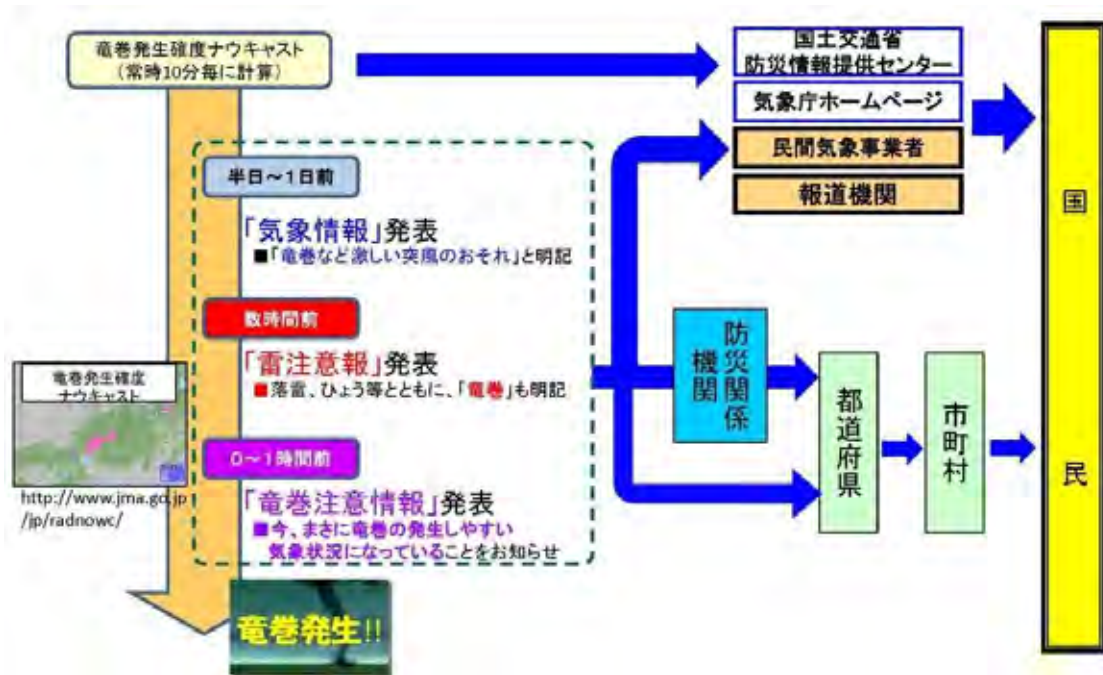 竜巻発生確度ナウキャスト
(常時10分毎に計算)
国土交通省
防災情報提供センター
気象庁ホームページ
民間気象事業者
報道機関
半日～1日前
「気象情報」発表
■「竜巻など激しい突風のおそれ」と明記
数時間前
「雷注意報」発表
■落雷、ひょう等とともに、「竜巻」も明記
0～1時間前
「竜巻注意情報」発表
■今、まさに竜巻の発生しやすい
気象状況になっていることをお知らせ
竜巻発生!!
竜巻発生確度
ナウキャスト
http://www.jma.go.jp
/jp/radnowc/
防災関係
機関
都道府県
市町村
国民